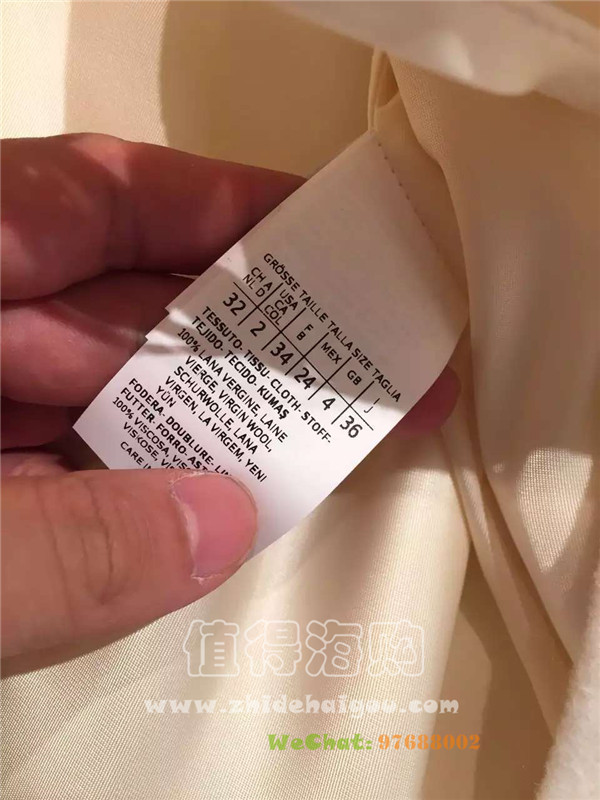 GRÖSSE TAILLE TALLA SIZE TAGLIA
CH A | USA | F | MEX | GB | J
NL D | CA | B
COL
32 | 2 | 34 | 24 | 4 | 36
TESSUTO- TISSU CLOTH- STOFF-
TEJIDO- TECIDO- KUMAŞ
100% LANA VERGINE, LAINE
VIERGE, VIRGIN WOOL,
SCHURWOLLE, LANA
VIRGEN, LA VIRGEM, YENI
YÜN
FODERA- DOUBLURE-
FUTTER- FORRO-
100% VISCOSA,
VISKOSE,
CARE
值得海购
www.zhidehaigou.com
WeChat: 97688002